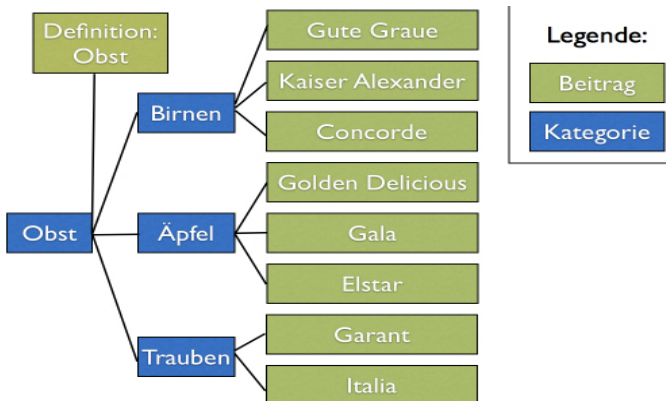 Definition:
Obst
Gute Graue
Legende:
Kaiser Alexander
Beitrag
Birnen
Concorde
Kategorie
Golden Delicious
Obst
Äpfel
Gala
Elstar
Garant
Trauben
Italia